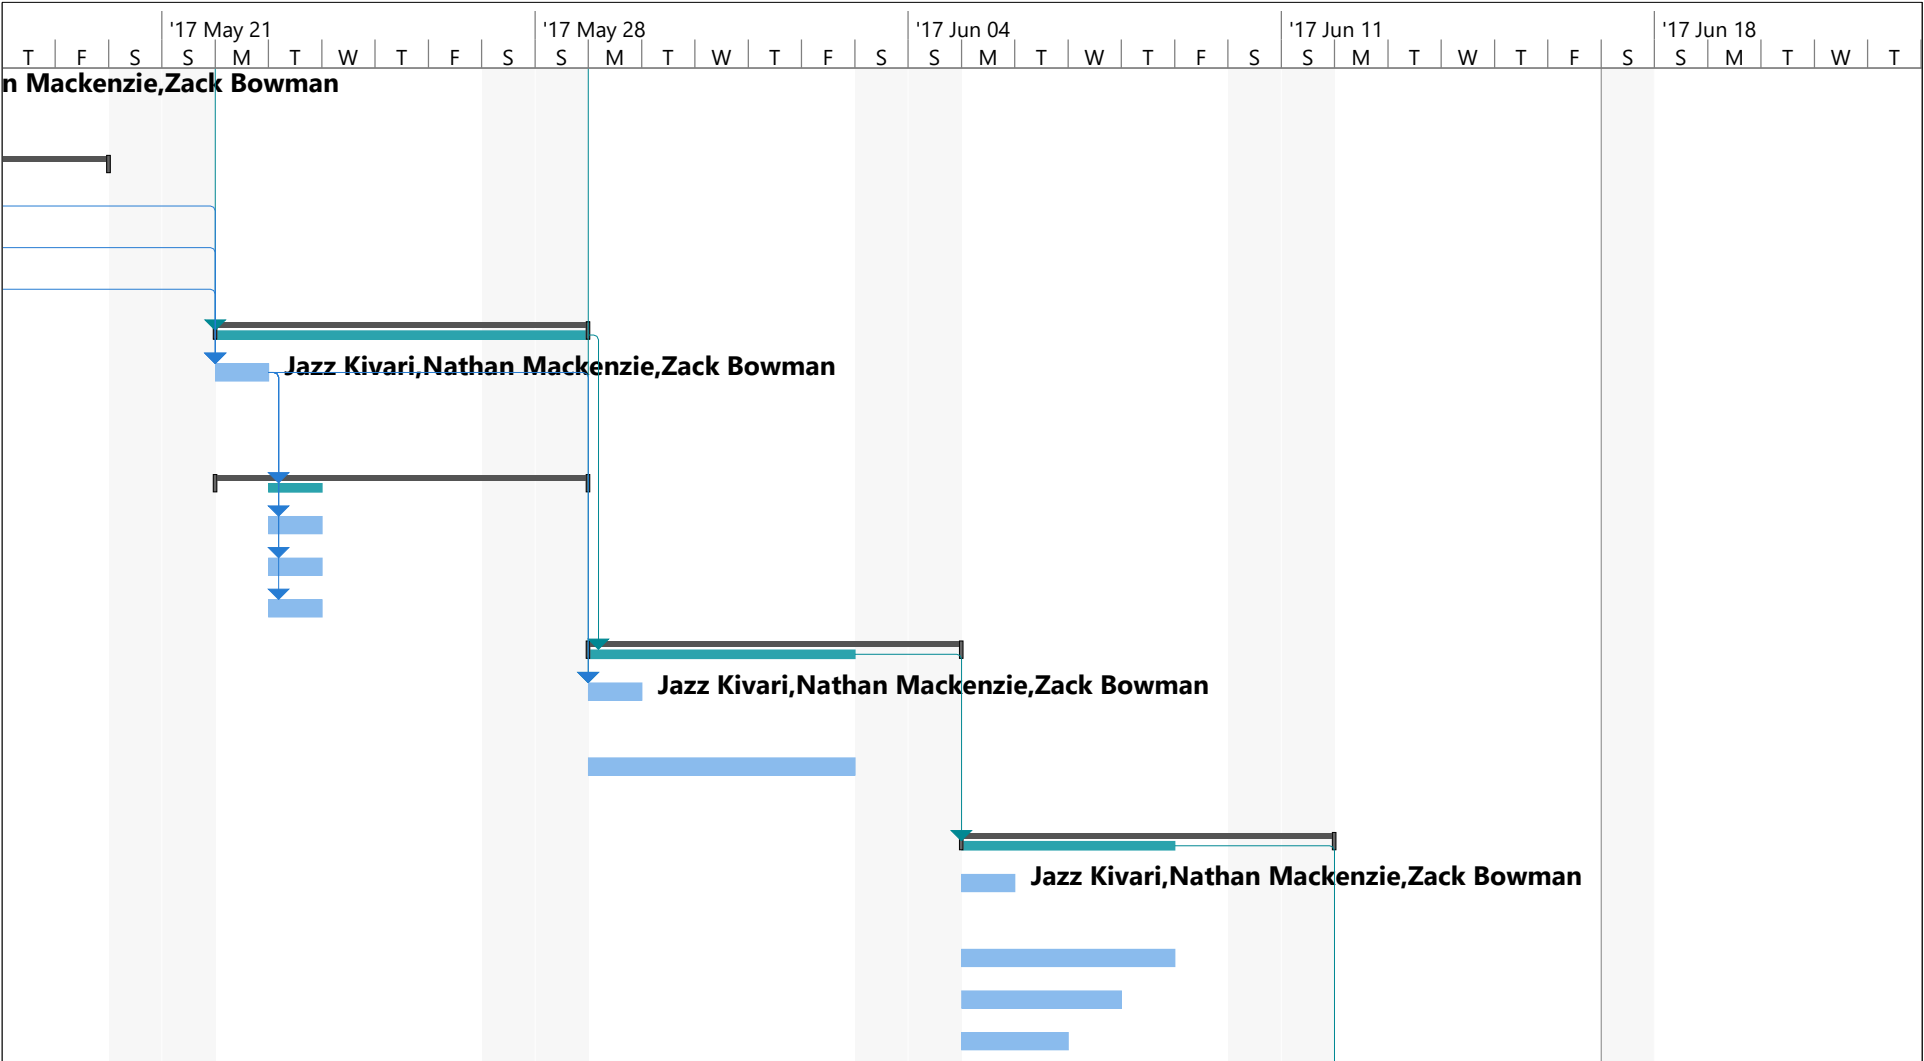 '17 May 21 '17 May 28 '17 Jun 04 '17 Jun 11 '17 Jun 18
T F S S M T W T F S S M T W T F S S M T W T F S S M T W T F S S M T W T
n Mackenzie,Zack Bowman
Jazz Kivari,Nathan Mackenzie,Zack Bowman
Jazz Kivari,Nathan Mackenzie,Zack Bowman
Jazz Kivari,Nathan Mackenzie,Zack Bowman